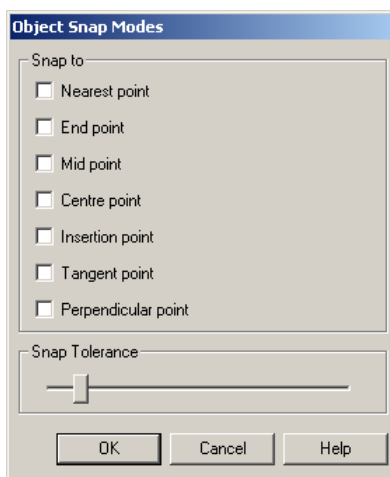 Object Snap Modes
Snap to
Nearest point
End point
Mid point
Centre point
Insertion point
Tangent point
Perpendicular point
Snap Tolerance
OK Cancel Help